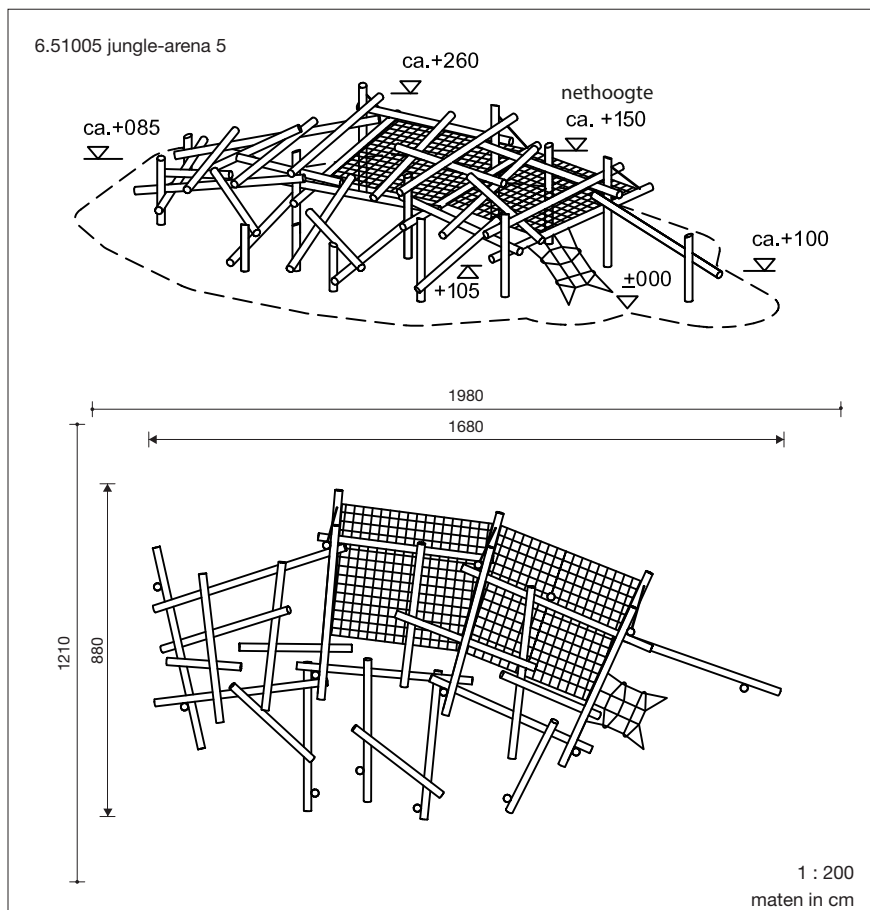 6.51005 jungle-arena 5
ca.+260
nethoogte
ca. +150
ca.+085
ca.+100
+105
±000
1980
1680
1210
880
1 : 200
maten in cm